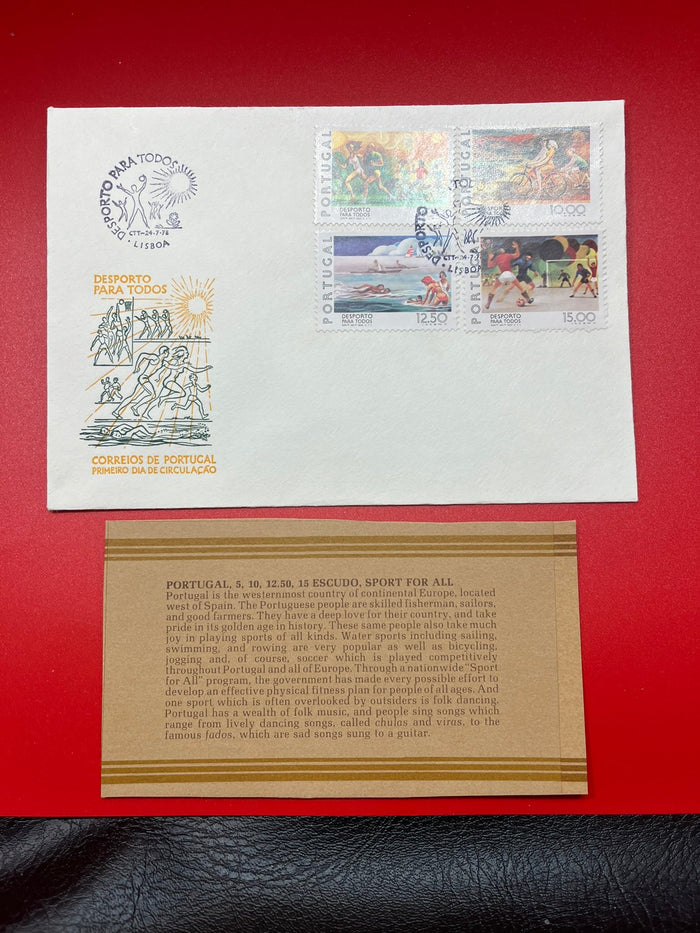 DESPORTO PARA TODOS
CTT-24-7-78
LISBOA
PORTUGAL
DESPORTO
PARA TODOS
PORTUGAL
DESPORTO
PARA TODOS
10.00
PORTUGAL
DESPORTO
PARA TODOS
12.50
PORTUGAL
DESPORTO
PARA TODOS
15.00
DESPORTO
CTT-24-7-
LISBOA
DESPORTO
PARA TODOS
CORREIOS DE PORTUGAL
PRIMEIRO DIA DE CIRCULAÇÃO
PORTUGAL, 5, 10, 12.50, 15 ESCUDO, SPORT FOR ALL
Portugal is the westernmost country of continental Europe, located
west of Spain. The Portuguese people are skilled fisherman, sailors,
and good farmers. They have a deep love for their country, and take
pride in its golden age in history. These same people also take much
joy in playing sports of all kinds. Water sports including sailing,
swimming, and rowing are very popular as well as bicycling,
jogging and, of course, soccer which is played competitively
throughout Portugal and all of Europe. Through a nationwide "Sport
for All" program, the government has made every possible effort to
develop an effective physical fitness plan for people of all ages. And
one sport which is often overlooked by outsiders is folk dancing.
Portugal has a wealth of folk music, and people sing songs which
range from lively dancing songs, called chulas and viras, to the
famous fados, which are sad songs sung to a guitar.